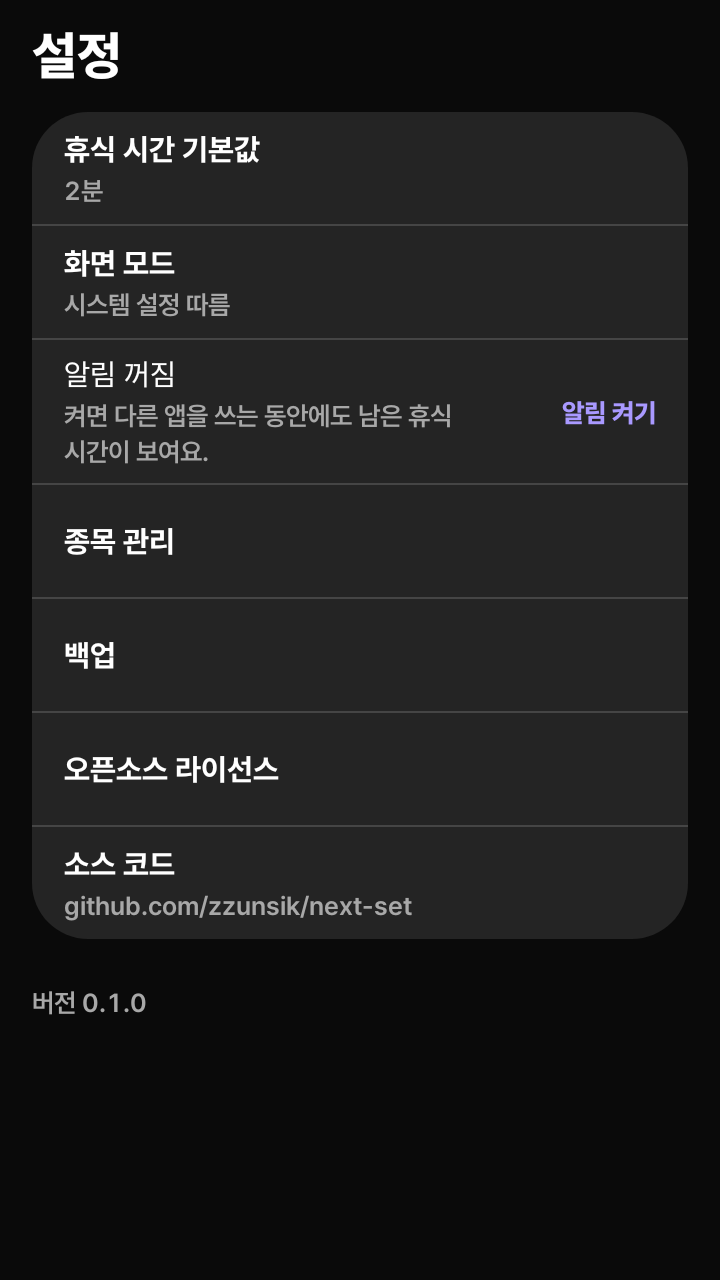 설정
휴식 시간 기본값
2분
화면 모드
시스템 설정 따름
알림 꺼짐
켜면 다른 앱을 쓰는 동안에도 남은 휴식
시간이 보여요.
알림 켜기
종목 관리
백업
오픈소스 라이선스
소스 코드
github.com/zzunsik/next-set
버전 0.1.0